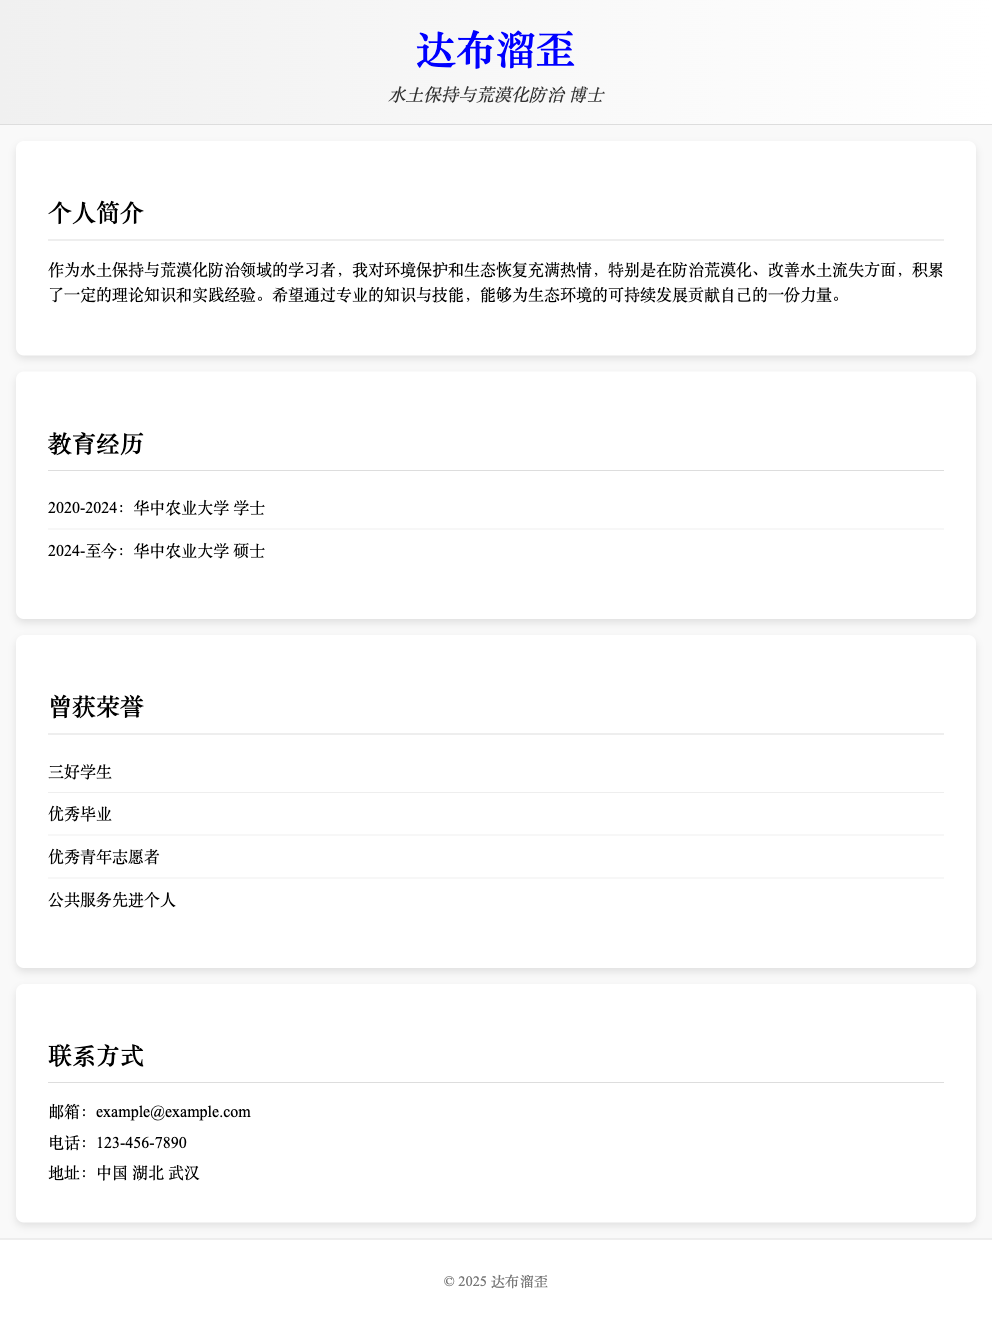 达布溜歪
水土保持与荒漠化防治 博士
个人简介
作为水土保持与荒漠化防治领域的学习者，我对环境保护和生态恢复充满热情，特别是在防治荒漠化、改善水土流失方面，积累
了一定的理论知识和实践经验。希望通过专业的知识与技能，能够为生态环境的可持续发展贡献自己的一份力量。
教育经历
2020-2024：华中农业大学 学士
2024-至今：华中农业大学 硕士
曾获荣誉
三好学生
优秀毕业
优秀青年志愿者
公共服务先进个人
联系方式
邮箱：example@example.com
电话：123-456-7890
地址：中国 湖北 武汉
© 2025 达布溜歪